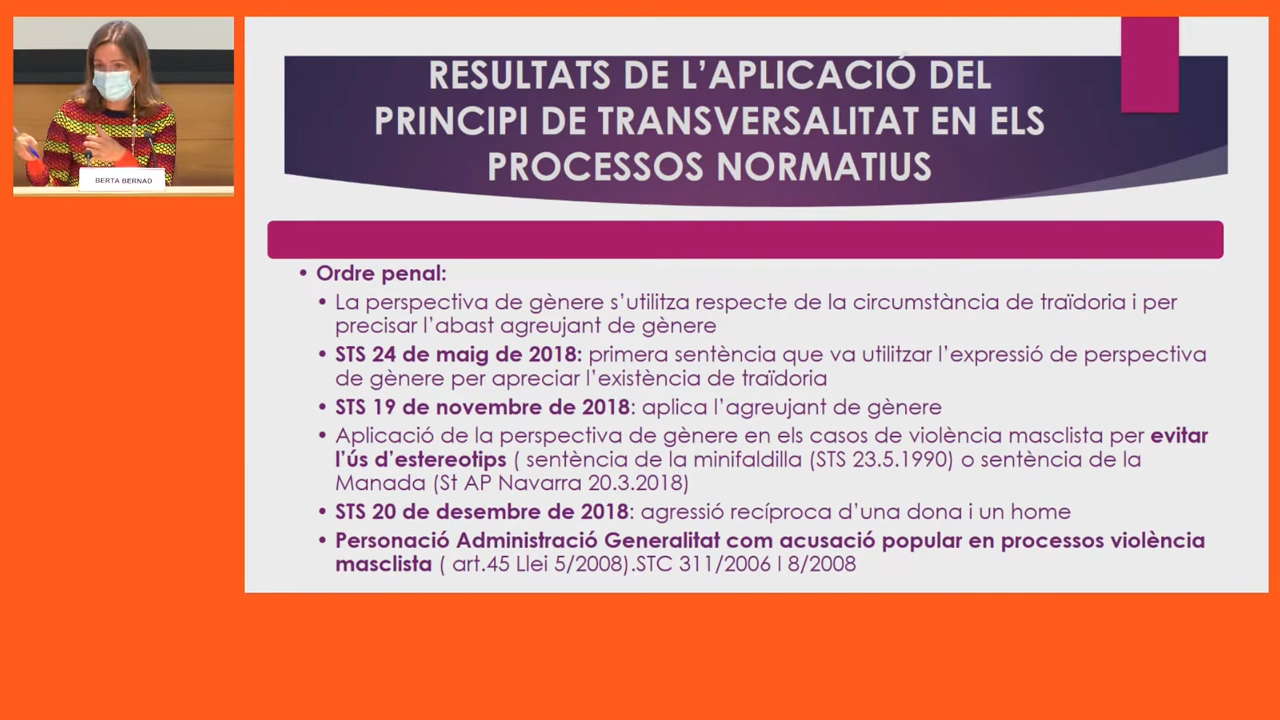 BERTA BERNAD
RESULTATS DE L'APLICACIÓ DEL
PRINCIPI DE TRANSVERSALITAT EN ELS
PROCESSOS NORMATIUS
• Ordre penal:
• La perspectiva de gènere s'utilitza respecte de la circumstància de traïdoria i per
precisar l'abast agreujant de gènere
• STS 24 de maig de 2018: primera sentència que va utilitzar l'expressió de perspectiva
de gènere per apreciar l'existència de traïdoria
• STS 19 de novembre de 2018: aplica l'agreujant de gènere
• Aplicació de la perspectiva de gènere en els casos de violència masclista per evitar
l'ús d'estereotips ( sentència de la minifaldilla (STS 23.5.1990) o sentència de la
Manada (St AP Navarra 20.3.2018)
• STS 20 de desembre de 2018: agressió recíproca d'una dona i un home
• Personació Administració Generalitat com acusació popular en processos violència
masclista ( art.45 Llei 5/2008).STC 311/2006 I 8/2008